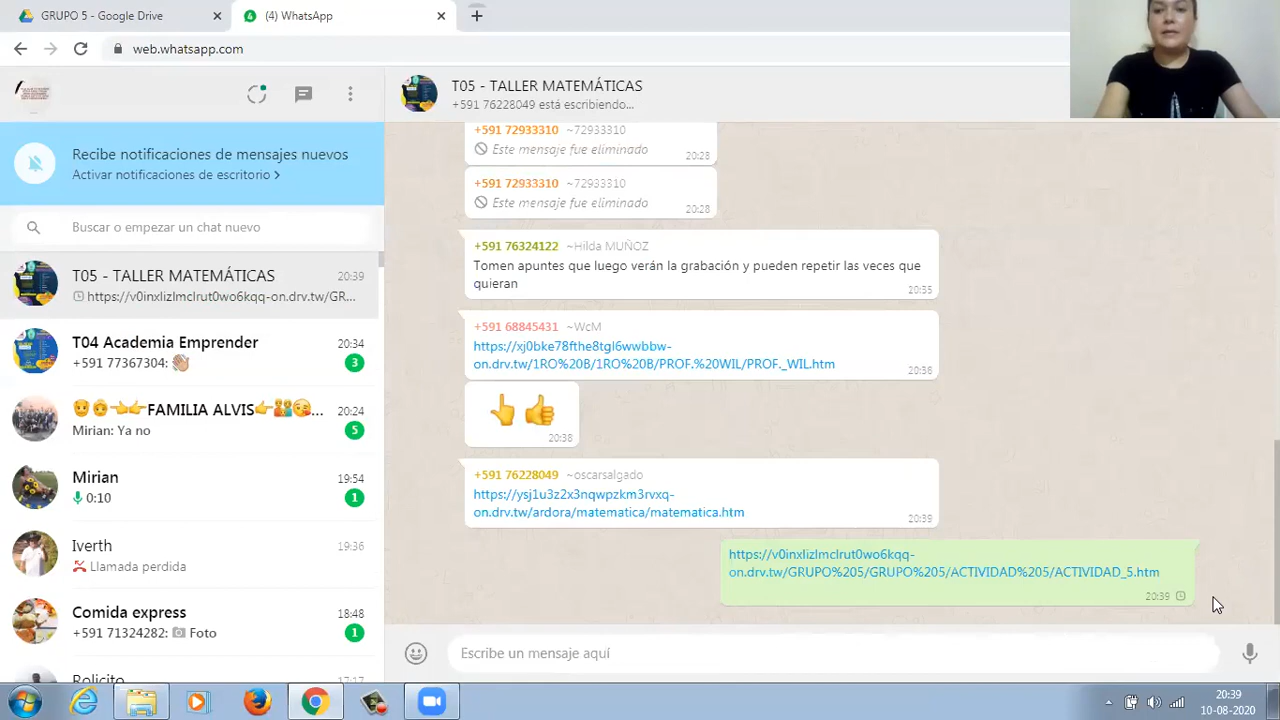 GRUPO 5 - Google Drive
(4) WhatsApp
web.whatsapp.com
T05 - TALLER MATEMÁTICAS
+591 76228049 está escribiendo...
Recibe notificaciones de mensajes nuevos
Activar notificaciones de escritorio >
Buscar o empezar un chat nuevo
T05 - TALLER MATEMÁTICAS 20:39
https://v0inxlizlmclrut0wo6kqq-on.drv.tw/GR...
T04 Academia Emprender 20:34
+591 77367304: 👋🏼 3
🧑👵👈👉FAMILIA ALVIS👉👫😋... 20:24
Mirian: Ya no 5
Mirian 19:54
0:10 1
Iverth 19:36
Llamada perdida
Comida express 18:48
+591 71324282: Foto 1
Rolicito 17:17
+591 72933310 ~72933310
Este mensaje fue eliminado
20:28
+591 72933310 ~72933310
Este mensaje fue eliminado
20:28
+591 76324122 ~Hilda MUÑOZ
Tomen apuntes que luego verán la grabación y pueden repetir las veces que
quieran
20:35
+591 68845431 ~WcM
https://xj0bke78fthe8tgl6wwbbw-
on.drv.tw/1RO%20B/1RO%20B/PROF.%20WIL/PROF._WIL.htm
20:38
👆👍
20:38
+591 76228049 ~oscarsalgado
https://ysj1u3z2x3nqwpzkm3rvxq-
on.drv.tw/ardora/matematica/matematica.htm
20:39
https://v0inxlizlmclrut0wo6kqq-
on.drv.tw/GRUPO%205/GRUPO%205/ACTIVIDAD%205/ACTIVIDAD_5.htm
20:39
Escribe un mensaje aquí
20:39
10-08-2020